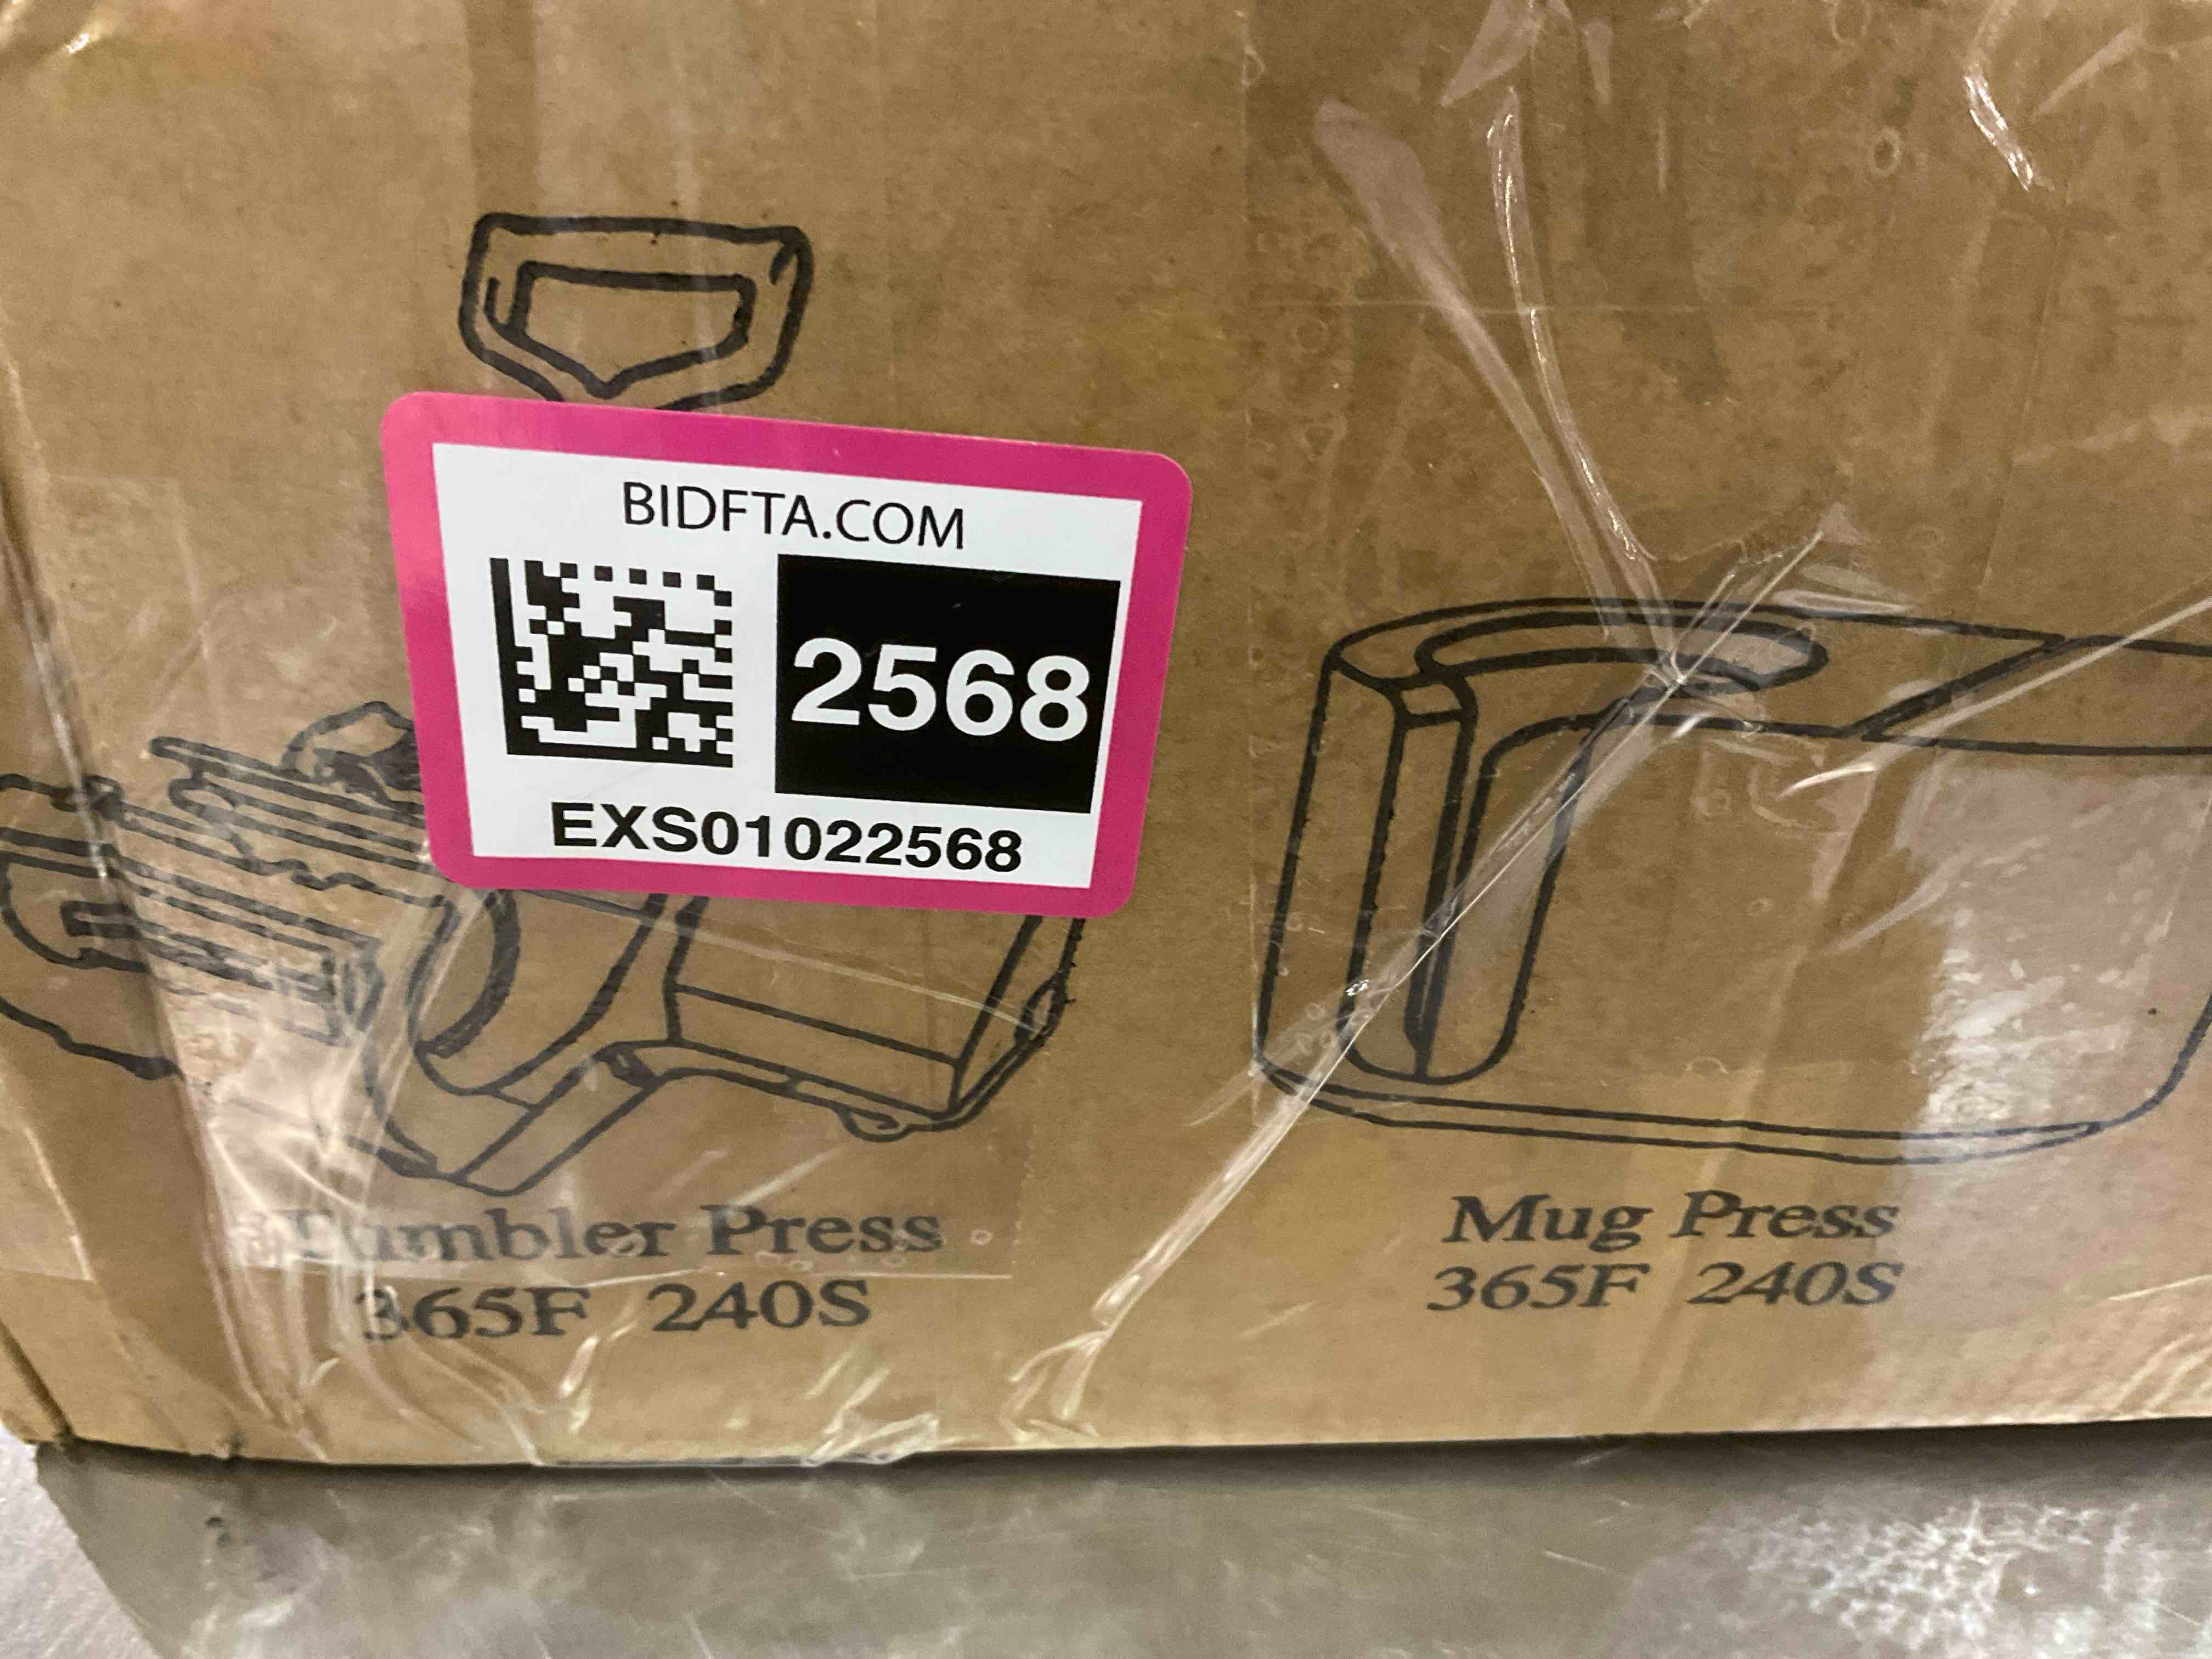 BIDFTA.COM
2568
EXS01022568
Tumbler Press
365F 240S
Mug Press
365F 240S